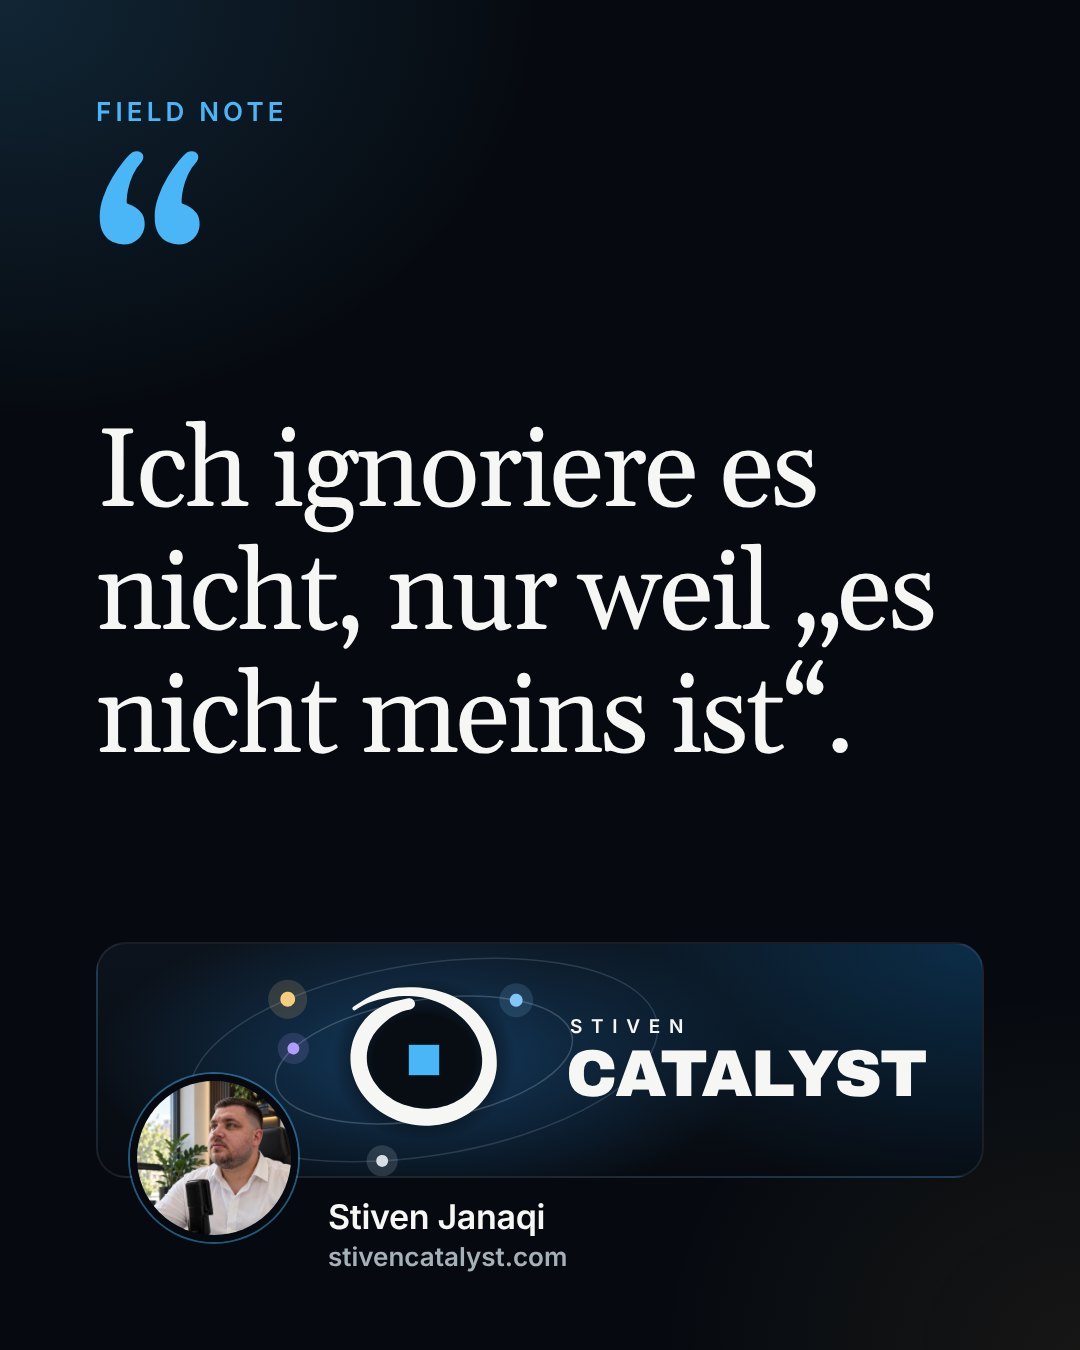 FIELD NOTE
“
Ich ignoriere es
nicht, nur weil „es
nicht meins ist“.
STIVEN
CATALYST
Stiven Janaqi
stivencatalyst.com